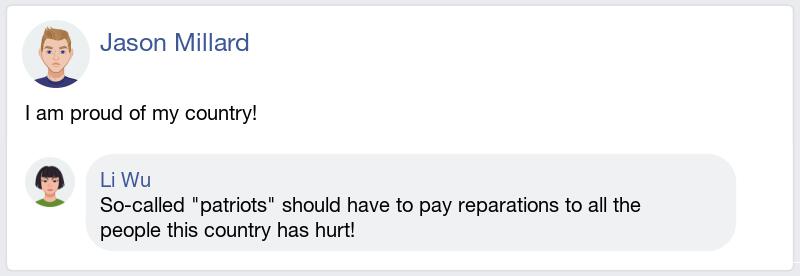 Jason Millard
I am proud of my country!
Li Wu
So-called "patriots" should have to pay reparations to all the
people this country has hurt!